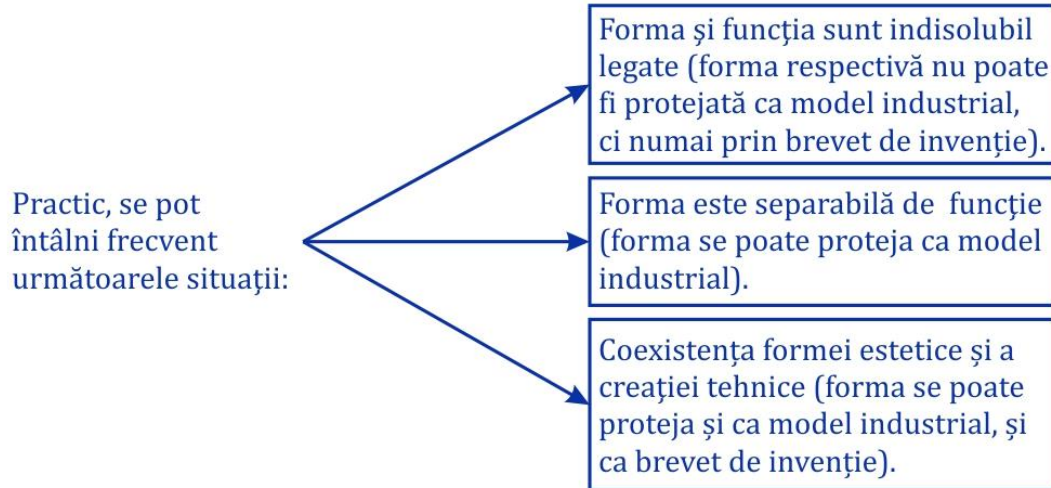 Practic, se pot
întâlni frecvent
următoarele situații:
Forma și funcția sunt indisolubil
legate (forma respectivă nu poate
fi protejată ca model industrial,
ci numai prin brevet de invenție).
Forma este separabilă de funcție
(forma se poate proteja ca model
industrial).
Coexistența formei estetice și a
creației tehnice (forma se poate
proteja și ca model industrial, și
ca brevet de invenție).